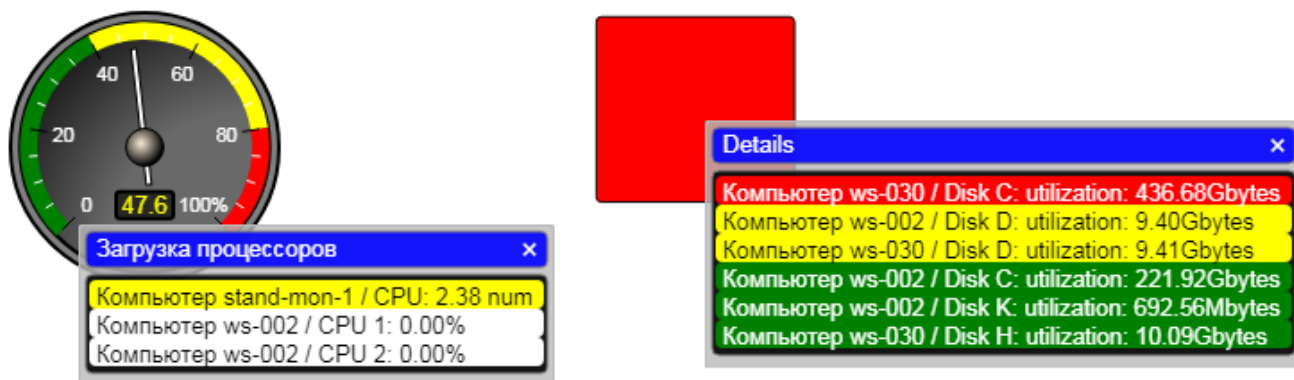 40
60
20
80
0
47.6
100%
Загрузка процессоров ×
Компьютер stand-mon-1 / CPU: 2.38 num
Компьютер ws-002 / CPU 1: 0.00%
Компьютер ws-002 / CPU 2: 0.00%
Details ×
Компьютер ws-030 / Disk C: utilization: 436.68Gbytes
Компьютер ws-002 / Disk D: utilization: 9.40Gbytes
Компьютер ws-030 / Disk D: utilization: 9.41Gbytes
Компьютер ws-002 / Disk C: utilization: 221.92Gbytes
Компьютер ws-002 / Disk K: utilization: 692.56Mbytes
Компьютер ws-030 / Disk H: utilization: 10.09Gbytes